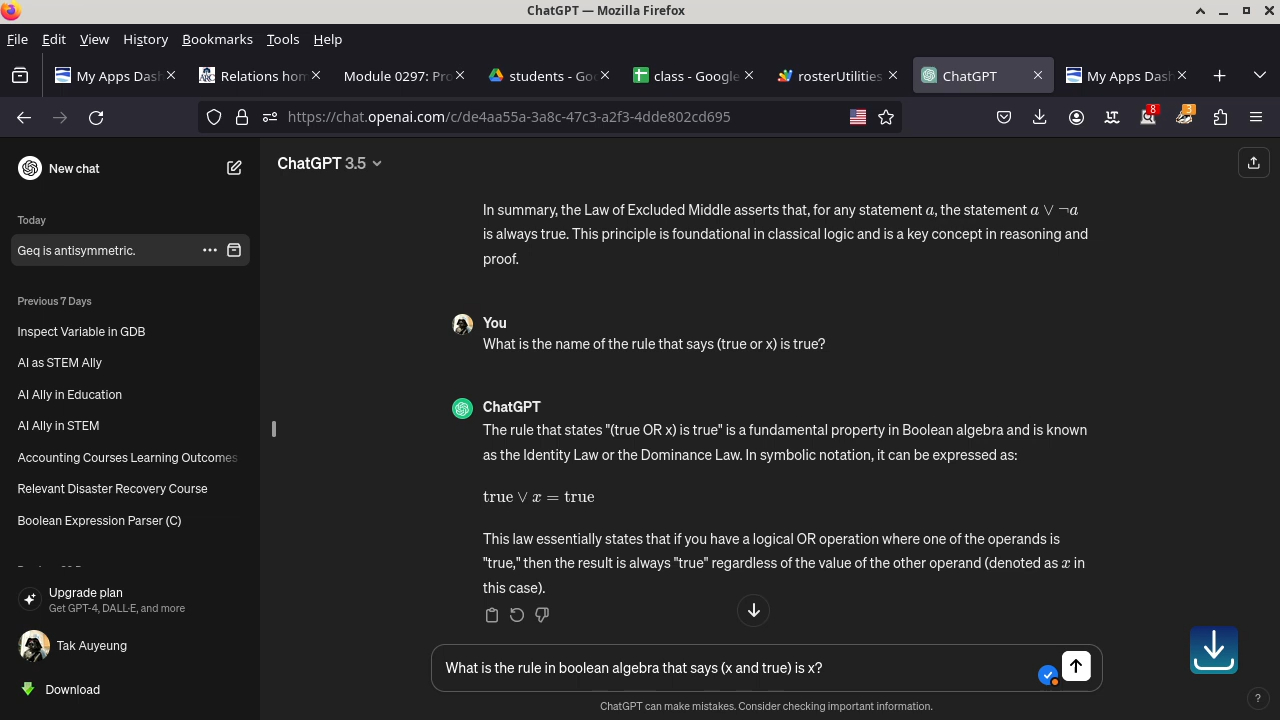 ChatGPT — Mozilla Firefox
File Edit View History Bookmarks Tools Help
My Apps Dash Relations hom Module 0297: Pro students - Goo class - Google rosterUtilities ChatGPT My Apps Dash
https://chat.openai.com/c/de4aa55a-3a8c-47c3-a2f3-4dde802cd695 8 3
New chat
Today
Geq is antisymmetric.
Previous 7 Days
Inspect Variable in GDB
AI as STEM Ally
AI Ally in Education
AI Ally in STEM
Accounting Courses Learning Outcomes
Relevant Disaster Recovery Course
Boolean Expression Parser (C)
Upgrade plan
Get GPT-4, DALL·E, and more
Tak Auyeung
Download
ChatGPT 3.5
In summary, the Law of Excluded Middle asserts that, for any statement a, the statement a ∨ ¬a
is always true. This principle is foundational in classical logic and is a key concept in reasoning and
proof.
You
What is the name of the rule that says (true or x) is true?
ChatGPT
The rule that states "(true OR x) is true" is a fundamental property in Boolean algebra and is known
as the Identity Law or the Dominance Law. In symbolic notation, it can be expressed as:
true ∨ x = true
This law essentially states that if you have a logical OR operation where one of the operands is
"true," then the result is always "true" regardless of the value of the other operand (denoted as x in
this case).
What is the rule in boolean algebra that says (x and true) is x?
ChatGPT can make mistakes. Consider checking important information.
?